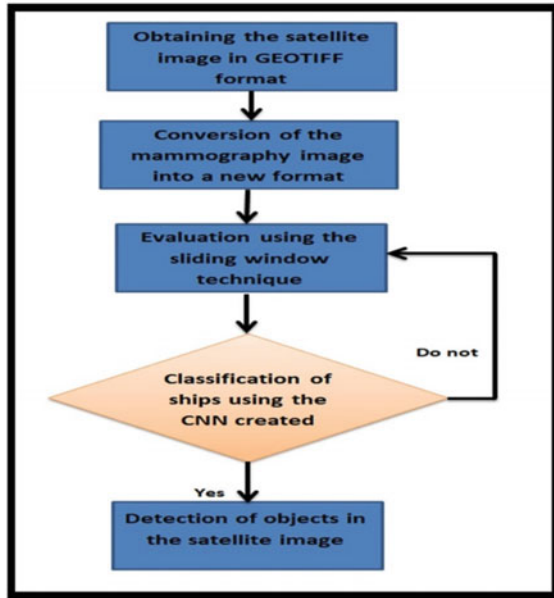 Obtaining the satellite
image in GEOTIFF
format
Conversion of the
mammography image
into a new format
Evaluation using the
sliding window
technique
Do not
Classification of
ships using the
CNN created
Yes
Detection of objects in
the satellite image